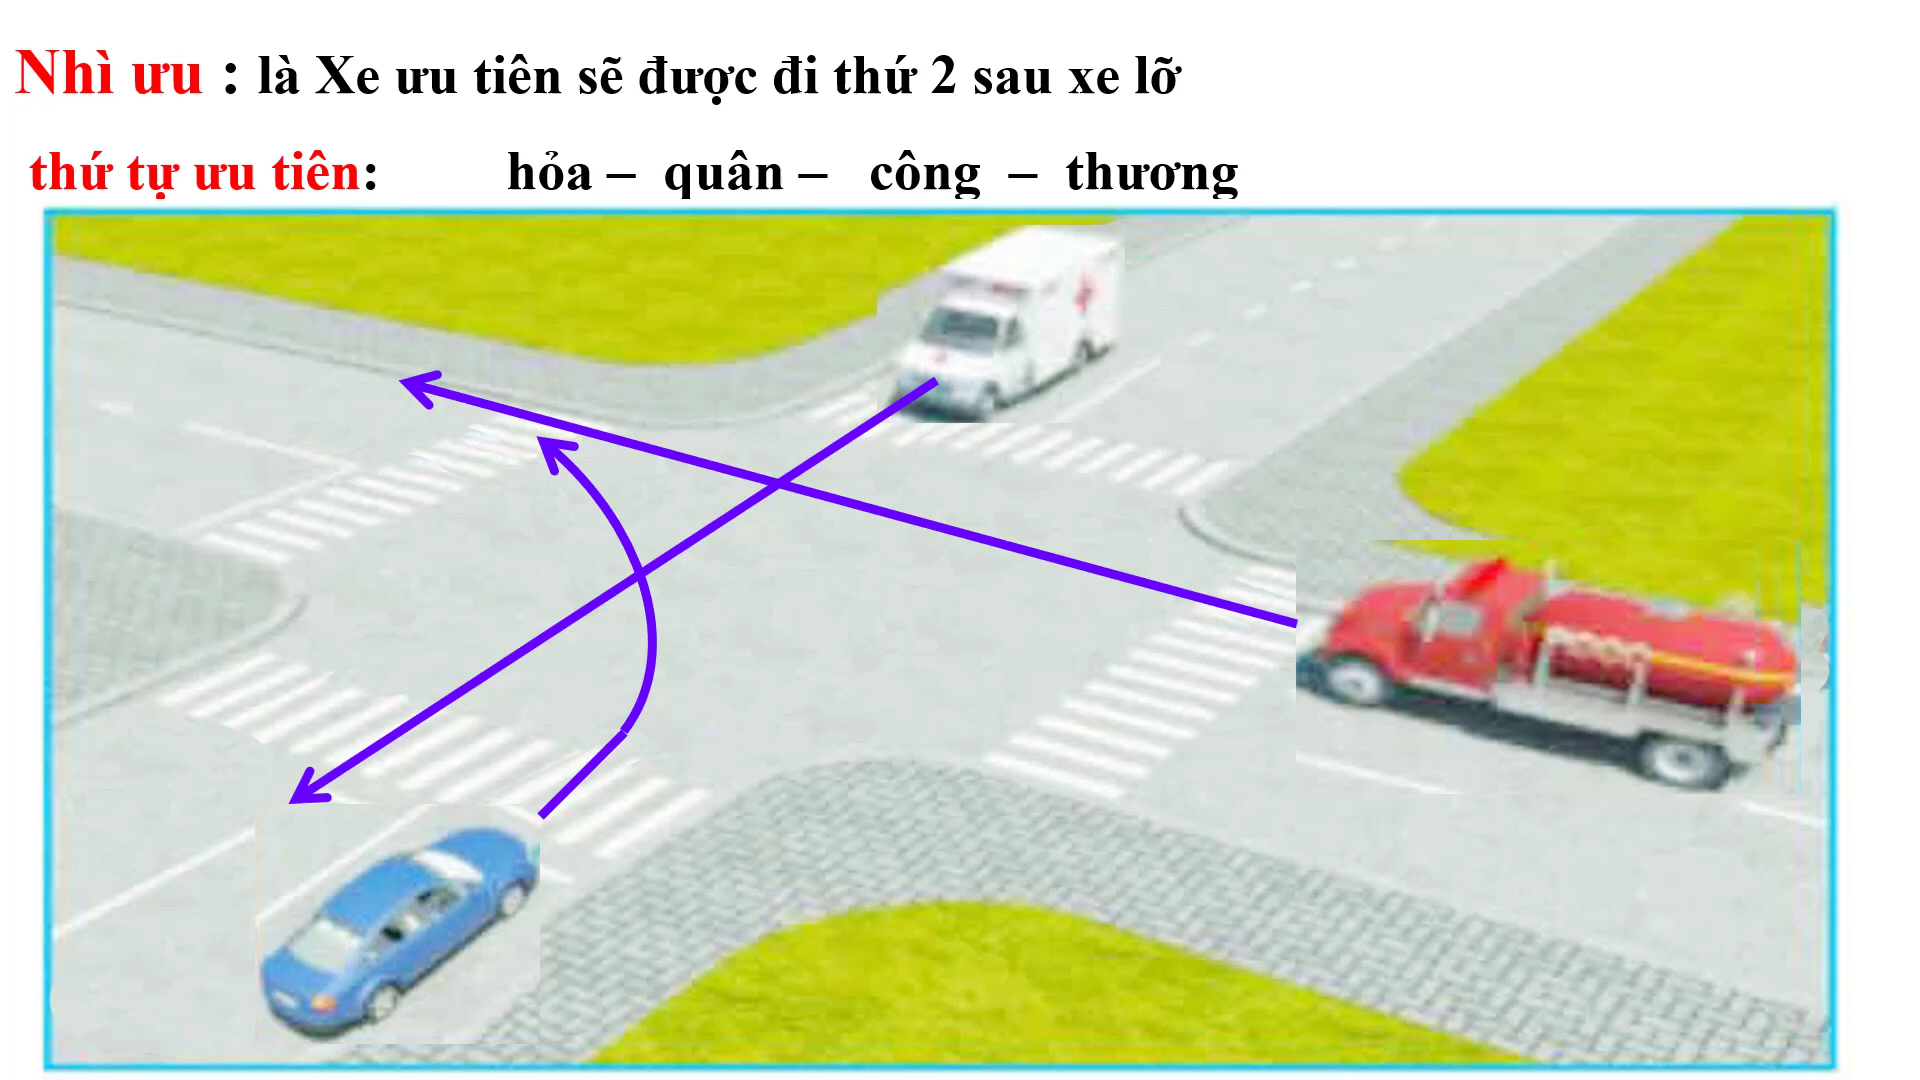 Nhì ưu : là Xe ưu tiên sẽ được đi thứ 2 sau xe lỡ
thứ tự ưu tiên: hỏa – quân – công – thương